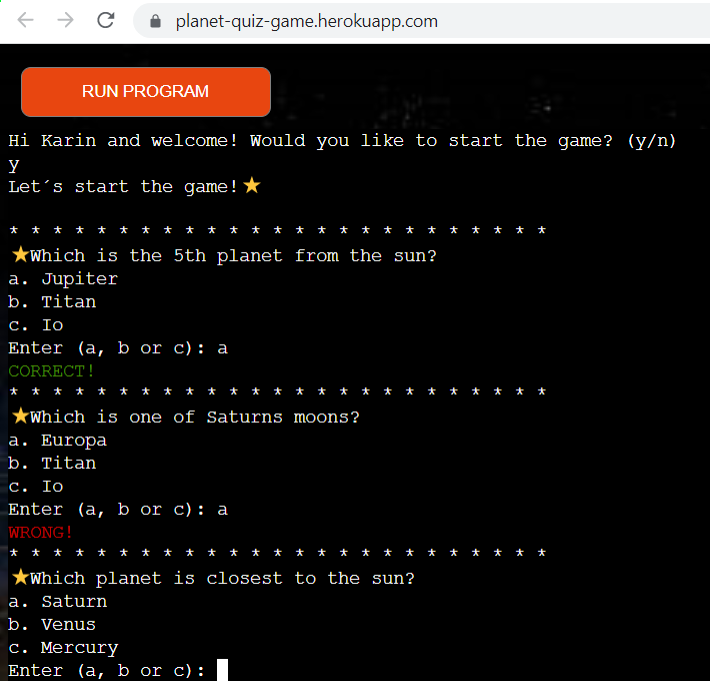 planet-quiz-game.herokuapp.com
RUN PROGRAM
Hi Karin and welcome! Would you like to start the game? (y/n)
y
Let´s start the game!⭐
* * * * * * * * * * * * * * * * * * * * * * * * *
⭐Which is the 5th planet from the sun?
a. Jupiter
b. Titan
c. Io
Enter (a, b or c): a
CORRECT!
* * * * * * * * * * * * * * * * * * * * * * * * *
⭐Which is one of Saturns moons?
a. Europa
b. Titan
c. Io
Enter (a, b or c): a
WRONG!
* * * * * * * * * * * * * * * * * * * * * * * * *
⭐Which planet is closest to the sun?
a. Saturn
b. Venus
c. Mercury
Enter (a, b or c):